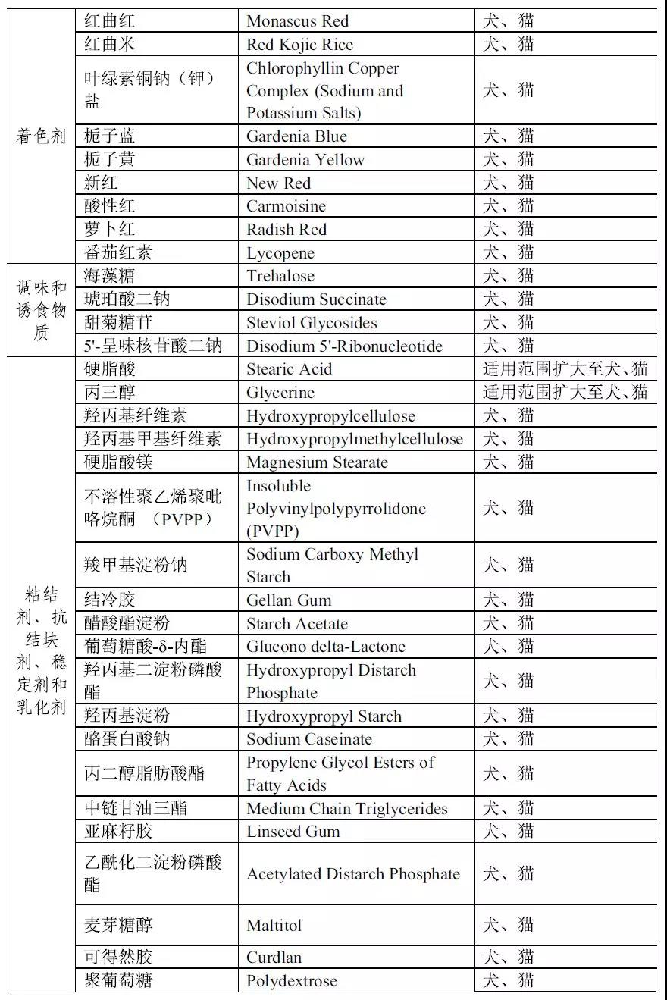 着色剂
红曲红 Monascus Red 犬、猫
红曲米 Red Kojic Rice 犬、猫
叶绿素铜钠（钾）
盐
Chlorophyllin Copper
Complex (Sodium and
Potassium Salts)
犬、猫
栀子蓝 Gardenia Blue 犬、猫
栀子黄 Gardenia Yellow 犬、猫
新红 New Red 犬、猫
酸性红 Carmoisine 犬、猫
萝卜红 Radish Red 犬、猫
番茄红素 Lycopene 犬、猫
调味和
诱食物
质
海藻糖 Trehalose 犬、猫
琥珀酸二钠 Disodium Succinate 犬、猫
甜菊糖苷 Steviol Glycosides 犬、猫
5'-呈味核苷酸二钠 Disodium 5'-Ribonucleotide 犬、猫
粘结
剂、抗
结块
剂、稳
定剂和
乳化剂
硬脂酸 Stearic Acid 适用范围扩大至犬、猫
丙三醇 Glycerine 适用范围扩大至犬、猫
羟丙基纤维素 Hydroxypropylcellulose 犬、猫
羟丙基甲基纤维素 Hydroxypropylmethylcellulose 犬、猫
硬脂酸镁 Magnesium Stearate 犬、猫
不溶性聚乙烯聚吡
咯烷酮 （PVPP）
Insoluble
Polyvinylpolypyrrolidone
(PVPP)
犬、猫
羧甲基淀粉钠
Sodium Carboxy Methyl
Starch
犬、猫
结冷胶 Gellan Gum 犬、猫
醋酸酯淀粉 Starch Acetate 犬、猫
葡萄糖酸-δ-内酯 Glucono delta-Lactone 犬、猫
羟丙基二淀粉磷酸
酯
Hydroxypropyl Distarch
Phosphate
犬、猫
羟丙基淀粉 Hydroxypropyl Starch 犬、猫
酪蛋白酸钠 Sodium Caseinate 犬、猫
丙二醇脂肪酸酯
Propylene Glycol Esters of
Fatty Acids
犬、猫
中链甘油三酯 Medium Chain Triglycerides 犬、猫
亚麻籽胶 Linseed Gum 犬、猫
乙酰化二淀粉磷酸
酯
Acetylated Distarch Phosphate
犬、猫
麦芽糖醇 Maltitol 犬、猫
可得然胶 Curdlan 犬、猫
聚葡萄糖 Polydextrose 犬、猫